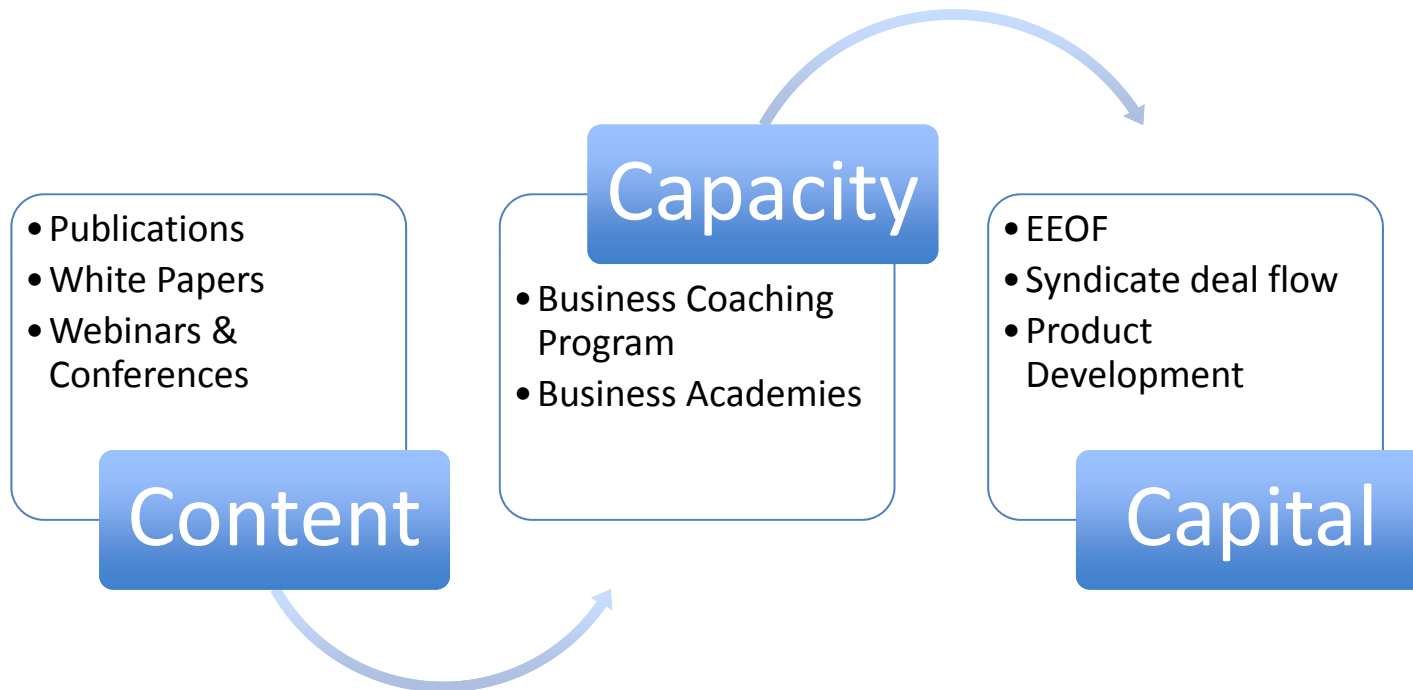 • Publications
• White Papers
• Webinars &
Conferences
Content
Capacity
• Business Coaching
Program
• Business Academies
• EEOF
• Syndicate deal flow
• Product
Development
Capital